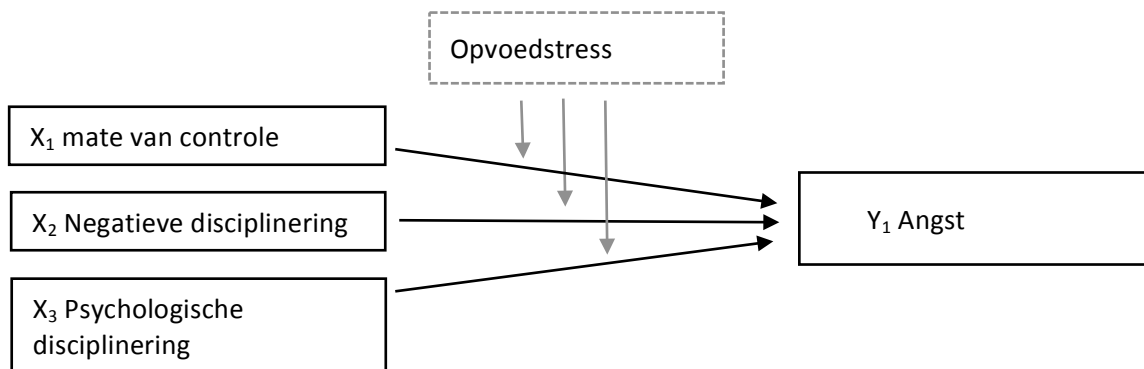 Opvoedstress
X₁ mate van controle
X₂ Negatieve disciplinering
Y₁ Angst
X₃ Psychologische
disciplinering